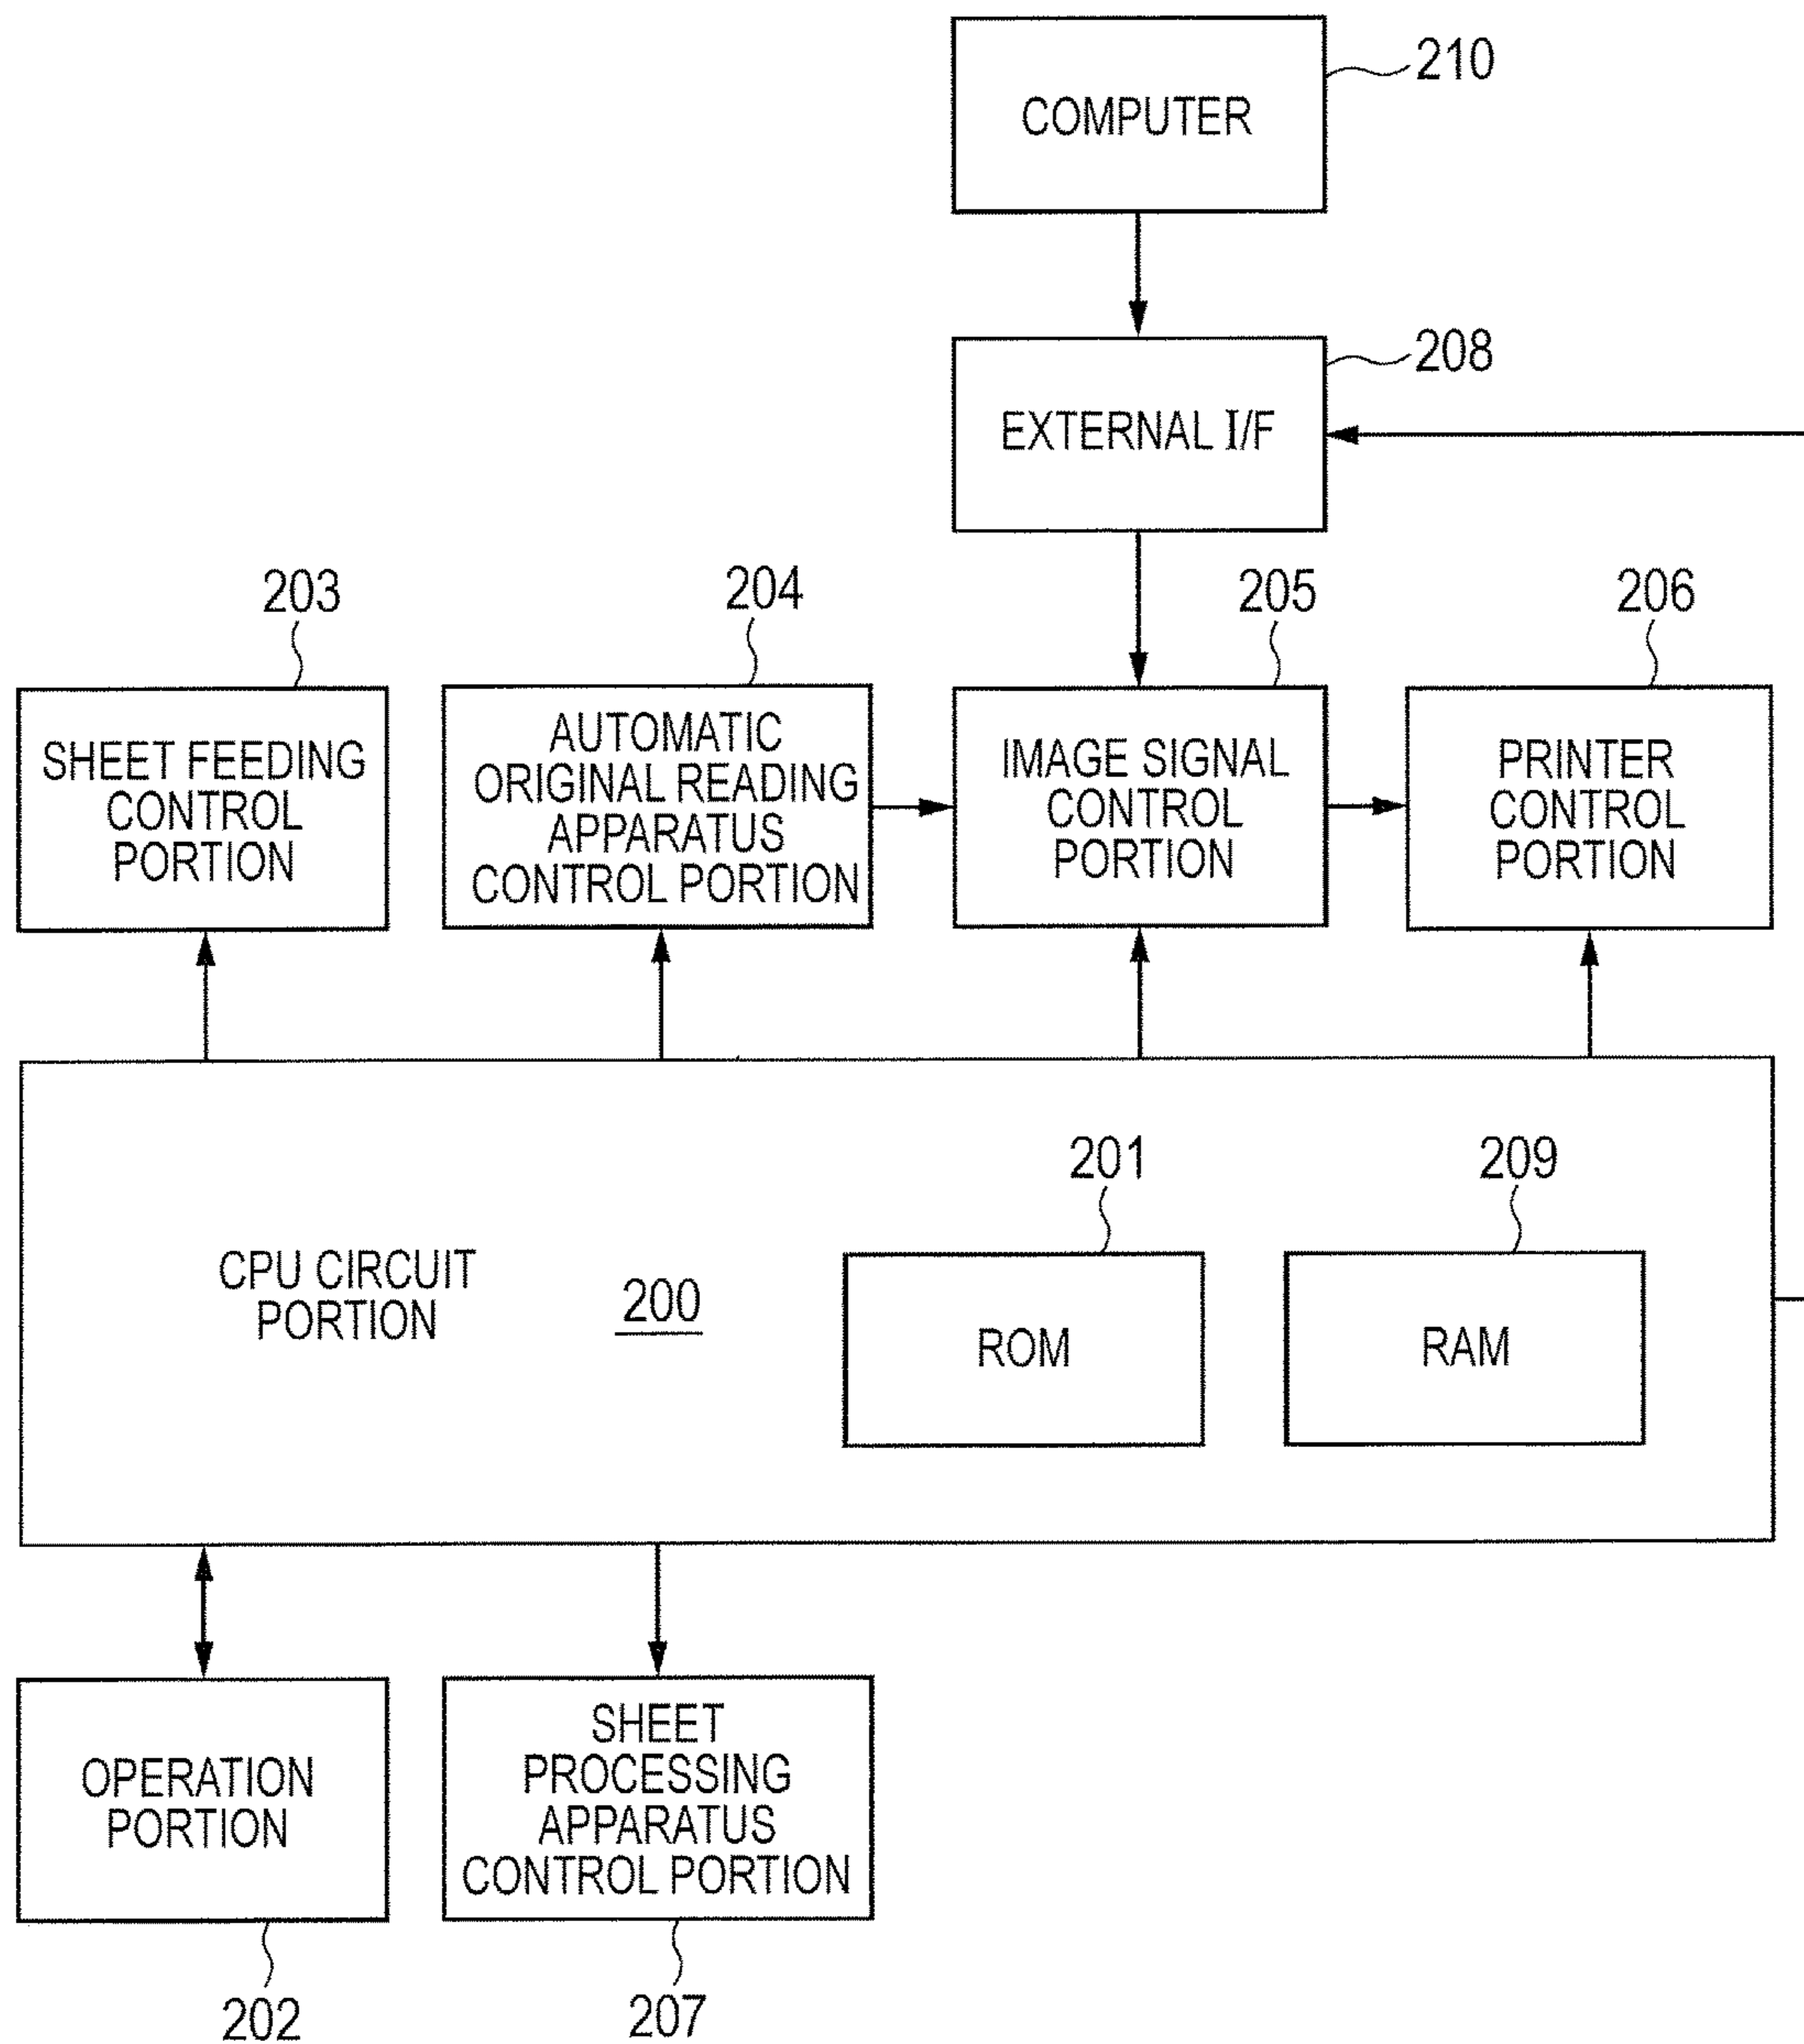 210
COMPUTER
208
EXTERNAL I/F
203
204
205
206
SHEET FEEDING
CONTROL
PORTION
AUTOMATIC
ORIGINAL READING
APPARATUS
CONTROL PORTION
IMAGE SIGNAL
CONTROL
PORTION
PRINTER
CONTROL
PORTION
CPU CIRCUIT
PORTION
200
201
ROM
209
RAM
OPERATION
PORTION
SHEET
PROCESSING
APPARATUS
CONTROL PORTION
202
207